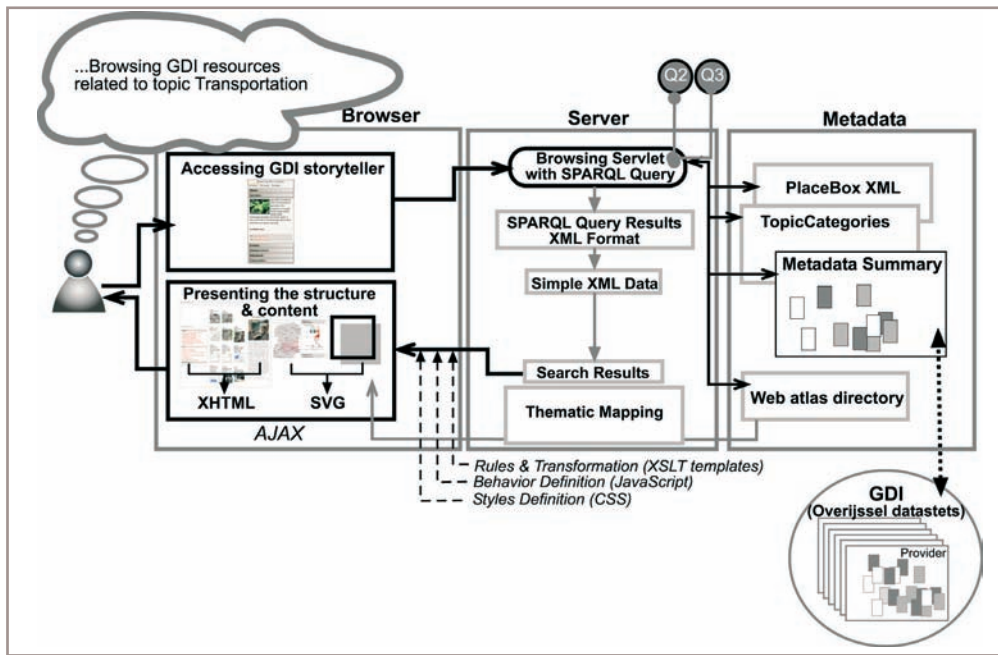 ...Browsing GDI resources
related to topic Transportation
Q2
Q3
Browser
Server
Metadada
Accessing GDI storyteller
Browsing Servlet
with SPARQL Query
PlaceBox XML
SPARQL Query Results
XML Format
TopicCategories
Metadada Summary
Simple XML Data
Presenting the structure
& content
XHTML
SVG
AJAX
Search Results
Thematic Mapping
Web atlas directory
Rules & Transformation (XSLT templates)
Behavior Definition (JavaScript)
Styles Definition (CSS)
GDI
(Overijssel datastets)
Provider